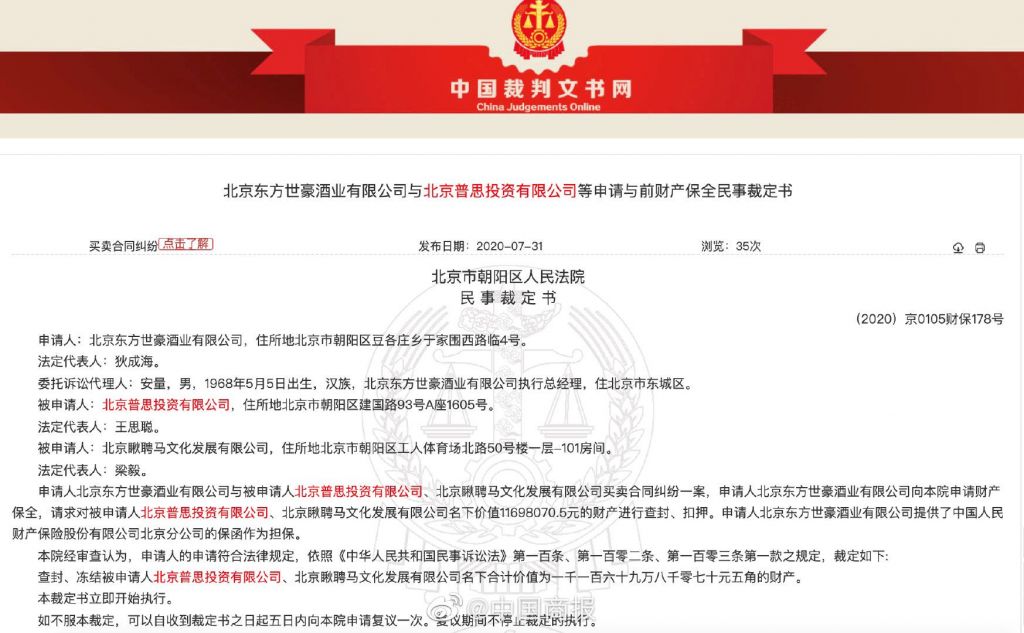 中国裁判文书网
China Judgements Online
北京东方世豪酒业有限公司与北京普思投资有限公司等申请与前财产保全民事裁定书
买卖合同纠纷 点击了解 发布日期：2020-07-31 浏览：35次
北京市朝阳区人民法院
民 事 裁 定 书
（2020）京0105财保178号
申请人：北京东方世豪酒业有限公司，住所地北京市朝阳区豆各庄乡于家围西路临4号。
法定代表人：狄成海。
委托诉讼代理人：安量，男，1968年5月5日出生，汉族，北京东方世豪酒业有限公司执行总经理，住北京市东城区。
被申请人：北京普思投资有限公司，住所地北京市朝阳区建国路93号A座1605号。
法定代表人：王思聪。
被申请人：北京瞅聘马文化发展有限公司，住所地北京市朝阳区工人体育场北路50号楼一层-101房间。
法定代表人：梁毅。
申请人北京东方世豪酒业有限公司与被申请人北京普思投资有限公司、北京瞅聘马文化发展有限公司买卖合同纠纷一案，申请人北京东方世豪酒业有限公司向本院申请财产
保全，请求对被申请人北京普思投资有限公司、北京瞅聘马文化发展有限公司名下价值11698070.5元的财产进行查封、扣押。申请人北京东方世豪酒业有限公司提供了中国人民
财产保险股份有限公司北京分公司的保函作为担保。
本院经审查认为，申请人的申请符合法律规定，依照《中华人民共和国民事诉讼法》第一百条、第一百零二条、第一百零三条第一款之规定，裁定如下：
查封、冻结被申请人北京普思投资有限公司、北京瞅聘马文化发展有限公司名下合计价值为一千一百六十九万八千零七十元五角的财产。
本裁定书立即开始执行。
如不服本裁定，可以自收到裁定书之日起五日内向本院申请复议一次。复议期间不停止裁定的执行。
@中国商报